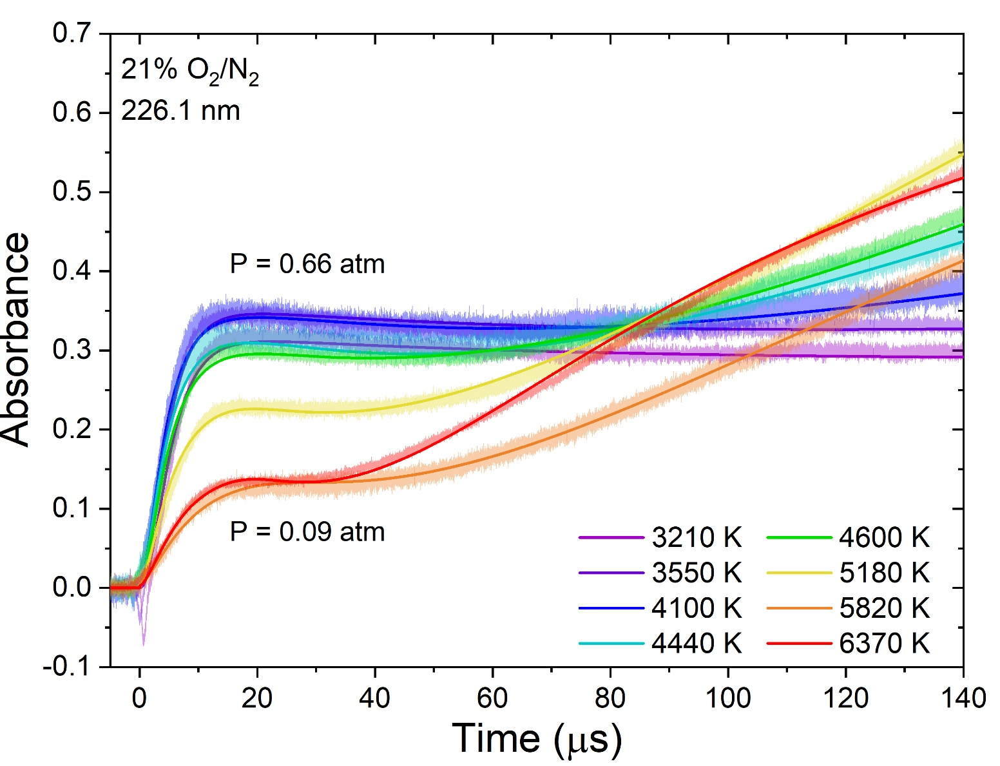 21% O₂/N₂
226.1 nm
P = 0.66 atm
P = 0.09 atm
Absorbance
0.7
0.6
0.5
0.4
0.3
0.2
0.1
0.0
-0.1
3210 K
3550 K
4100 K
4440 K
4600 K
5180 K
5820 K
6370 K
0 20 40 60 80 100 120 140
Time (μs)